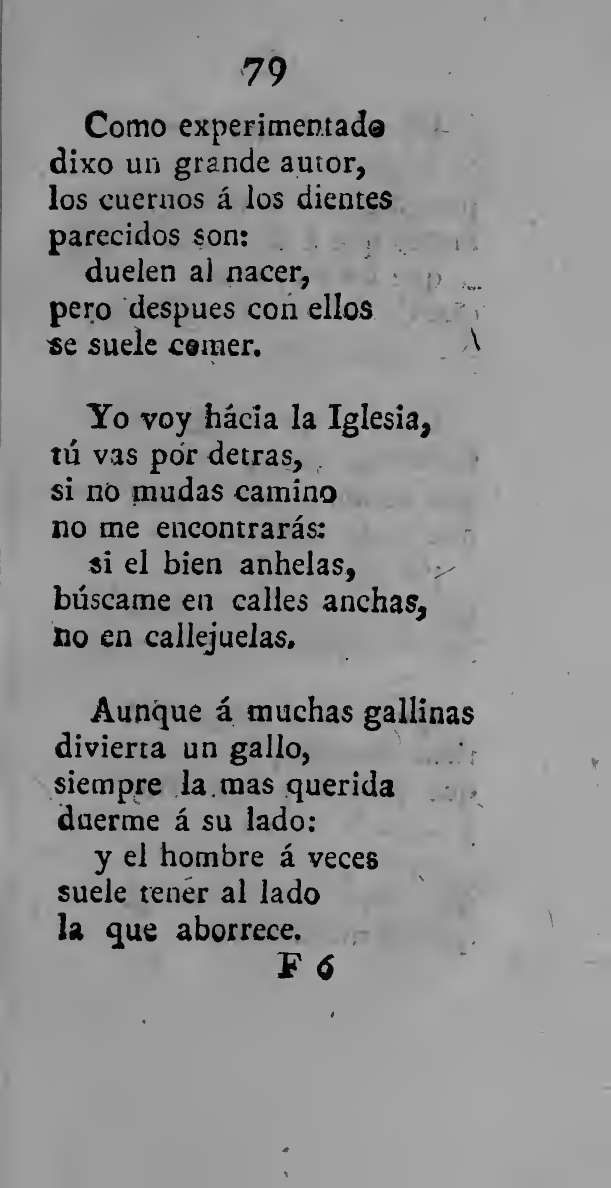 79
Como experimentado
dixo un grande autor,
los cuernos á los dientes
parecidos son:
duelen al nacer,
pero despues con ellos
se suele comer.
Yo voy hácia la Iglesia,
tú vas por detras,
si no mudas camino
no me encontrarás:
si el bien anhelas,
búscame en calles anchas,
no en callejuelas.
Aunque á muchas gallinas
divierta un gallo,
siempre la mas querida
duerme á su lado:
y el hombre á veces
suele tener al lado
la que aborrece.
F 6